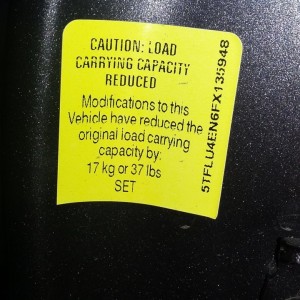 CAUTION: LOAD
CARRYING CAPACITY
REDUCED
Modifications to this
Vehicle have reduced the
original load carrying
capacity by:
17 kg or 37 lbs
SET
5TFLU4EN6FX135948